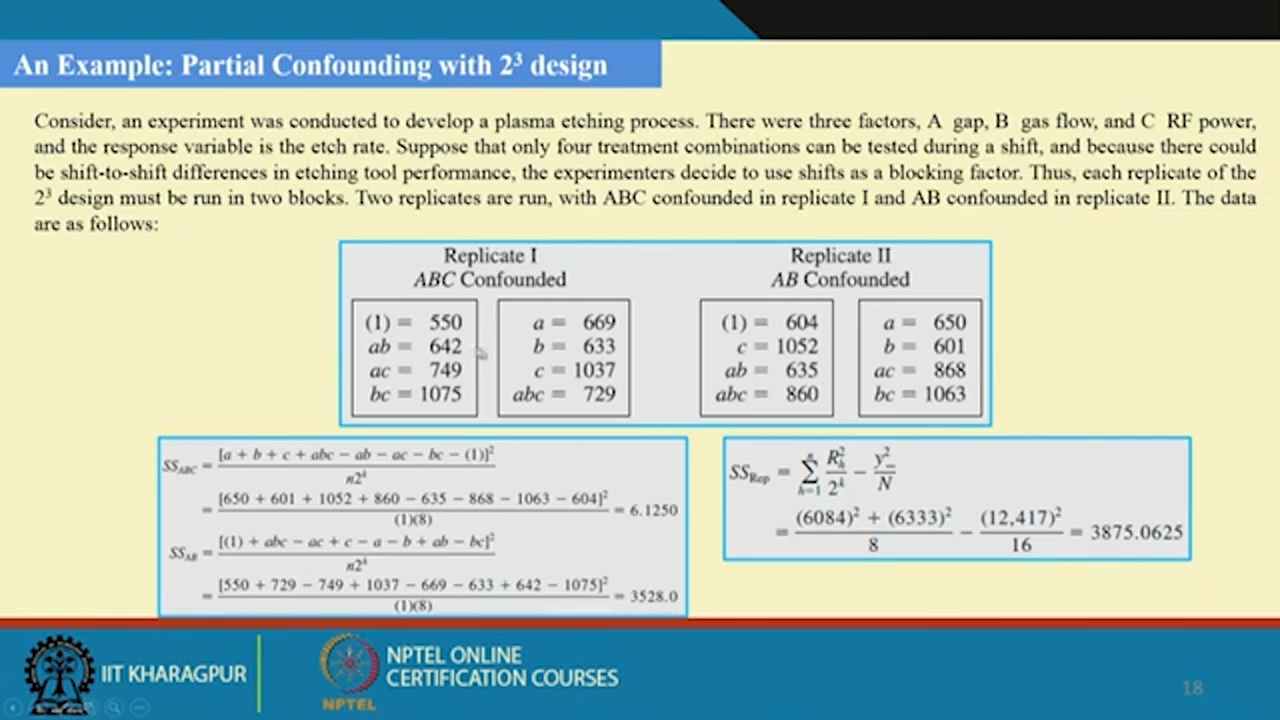 An Example: Partial Confounding with 2³ design
Consider, an experiment was conducted to develop a plasma etching process. There were three factors, A gap, B gas flow, and C RF power,
and the response variable is the etch rate. Suppose that only four treatment combinations can be tested during a shift, and because there could
be shift-to-shift differences in etching tool performance, the experimenters decide to use shifts as a blocking factor. Thus, each replicate of the
2³ design must be run in two blocks. Two replicates are run, with ABC confounded in replicate I and AB confounded in replicate II. The data
are as follows:
Replicate I
ABC Confounded
(1) = 550
ab = 642
ac = 749
bc = 1075
a = 669
b = 633
c = 1037
abc = 729
Replicate II
AB Confounded
(1) = 604
c = 1052
ab = 635
abc = 860
a = 650
b = 601
ac = 868
bc = 1063
SS_ABC = [a + b + c + abc − ab − ac − bc − (1)]² / n2ᵏ
= [650 + 601 + 1052 + 860 − 635 − 868 − 1063 − 604]² / (1)(8) = 6.1250
SS_AB = [(1) + abc − ac + c − a − b + ab − bc]² / n2ᵏ
= [550 + 729 − 749 + 1037 − 669 − 633 + 642 − 1075]² / (1)(8) = 3528.0
SS_Rep = ∑ₕ₌₁ⁿ Rₕ² / 2ᵏ − y²... / N
= (6084)² + (6333)² / 8 − (12,417)² / 16 = 3875.0625
IIT KHARAGPUR
NPTEL
NPTEL ONLINE
CERTIFICATION COURSES
18